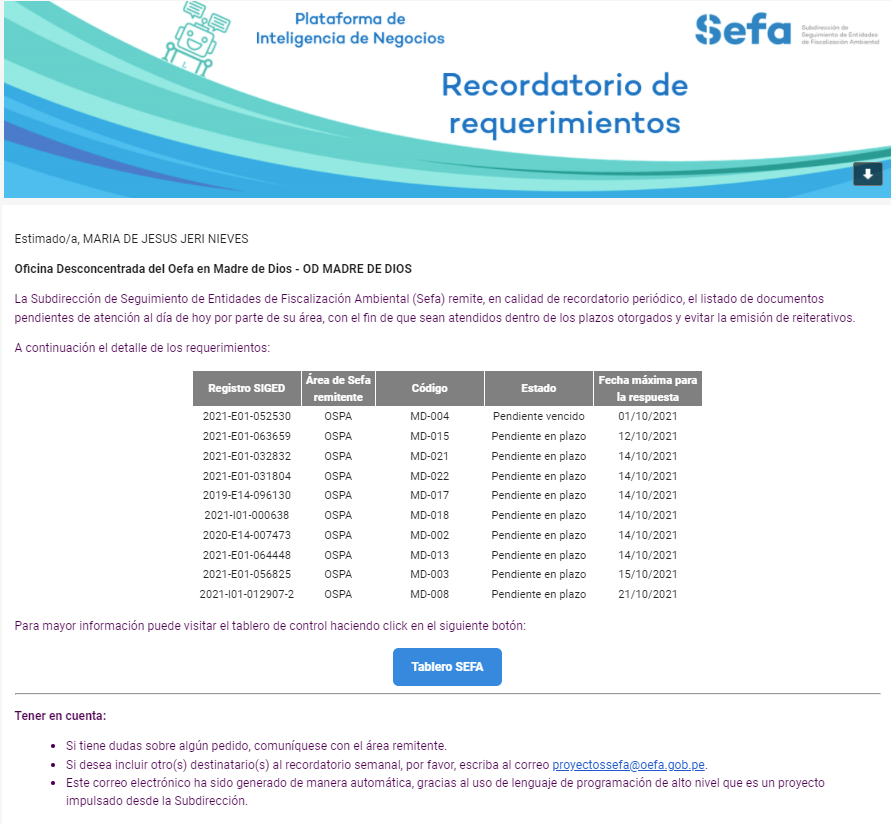 Plataforma de
Inteligencia de Negocios
Sefa
Subdirección de
Seguimiento de Entidades
de Fiscalización Ambiental
Recordatorio de
requerimientos
Estimado/a, MARIA DE JESUS JERI NIEVES
Oficina Desconcentrada del Oefa en Madre de Dios - OD MADRE DE DIOS
La Subdirección de Seguimiento de Entidades de Fiscalización Ambiental (Sefa) remite, en calidad de recordatorio periódico, el listado de documentos
pendientes de atención al día de hoy por parte de su área, con el fin de que sean atendidos dentro de los plazos otorgados y evitar la emisión de reiterativos.
A continuación el detalle de los requerimientos:
Registro SIGED Área de Sefa remitente Código Estado Fecha máxima para la respuesta
2021-E01-052530 OSPA MD-004 Pendiente vencido 01/10/2021
2021-E01-063659 OSPA MD-015 Pendiente en plazo 12/10/2021
2021-E01-032832 OSPA MD-021 Pendiente en plazo 14/10/2021
2021-E01-031804 OSPA MD-022 Pendiente en plazo 14/10/2021
2019-E14-096130 OSPA MD-017 Pendiente en plazo 14/10/2021
2021-I01-000638 OSPA MD-018 Pendiente en plazo 14/10/2021
2020-E14-007473 OSPA MD-002 Pendiente en plazo 14/10/2021
2021-E01-064448 OSPA MD-013 Pendiente en plazo 14/10/2021
2021-E01-056825 OSPA MD-003 Pendiente en plazo 15/10/2021
2021-I01-012907-2 OSPA MD-008 Pendiente en plazo 21/10/2021
Para mayor información puede visitar el tablero de control haciendo click en el siguiente botón:
Tablero SEFA
Tener en cuenta:
• Si tiene dudas sobre algún pedido, comuníquese con el área remitente.
• Si desea incluir otro(s) destinatario(s) al recordatorio semanal, por favor, escriba al correo proyectossefa@oefa.gob.pe.
• Este correo electrónico ha sido generado de manera automática, gracias al uso de lenguaje de programación de alto nivel que es un proyecto
impulsado desde la Subdirección.